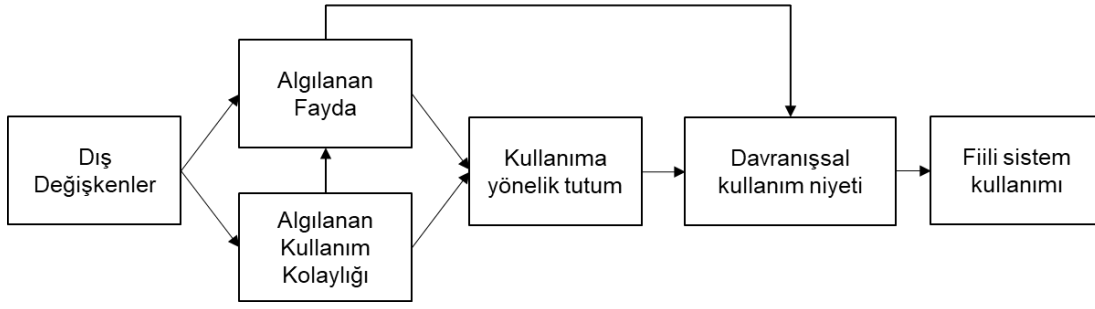 Dış
Değişkenler
Algılanan
Fayda
Algılanan
Kullanım
Kolaylığı
Kullanıma
yönelik tutum
Davranışsal
kullanım niyeti
Fiili sistem
kullanımı